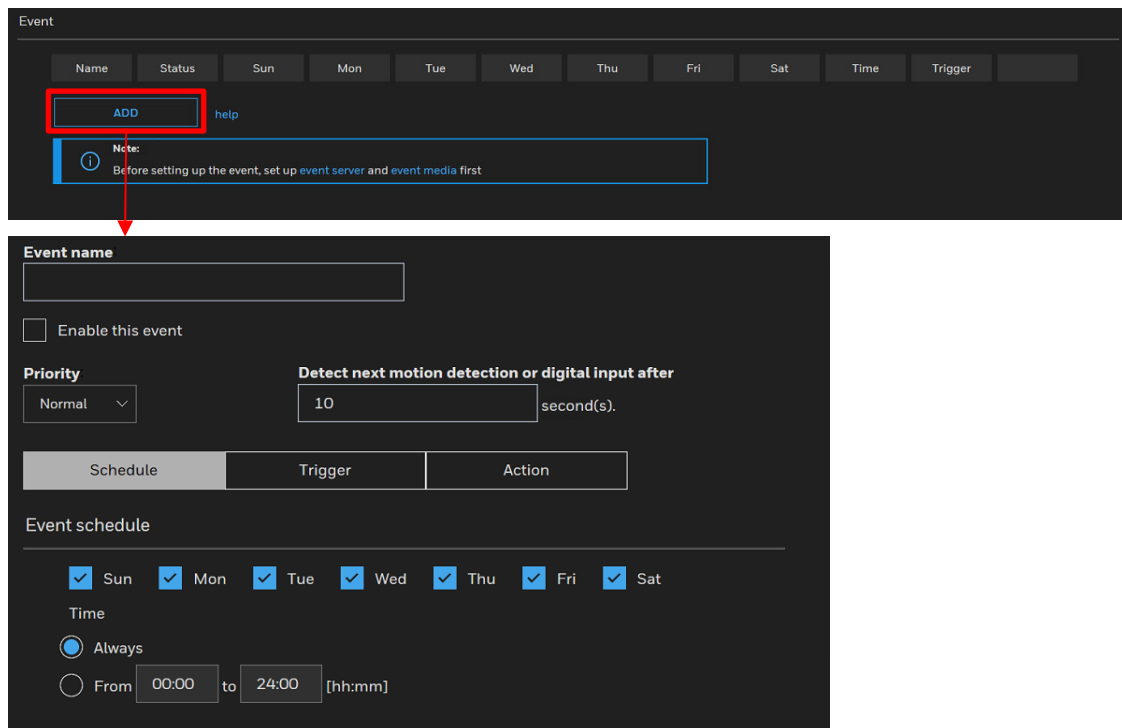 Event
Name Status Sun Mon Tue Wed Thu Fri Sat Time Trigger
ADD help
Note:
Before setting up the event, set up event server and event media first
Event name
Enable this event
Priority Detect next motion detection or digital input after
Normal 10 second(s).
Schedule Trigger Action
Event schedule
Sun Mon Tue Wed Thu Fri Sat
Time
Always
From 00:00 to 24:00 [hh:mm]